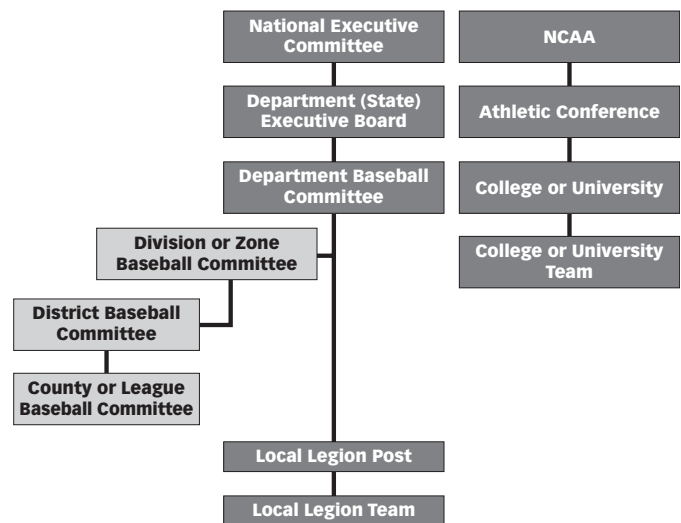 National Executive
Committee
NCAA
Department (State)
Executive Board
Athletic Conference
Department Baseball
Committee
College or University
Division or Zone
Baseball Committee
College or University
Team
District Baseball
Committee
County or League
Baseball Committee
Local Legion Post
Local Legion Team